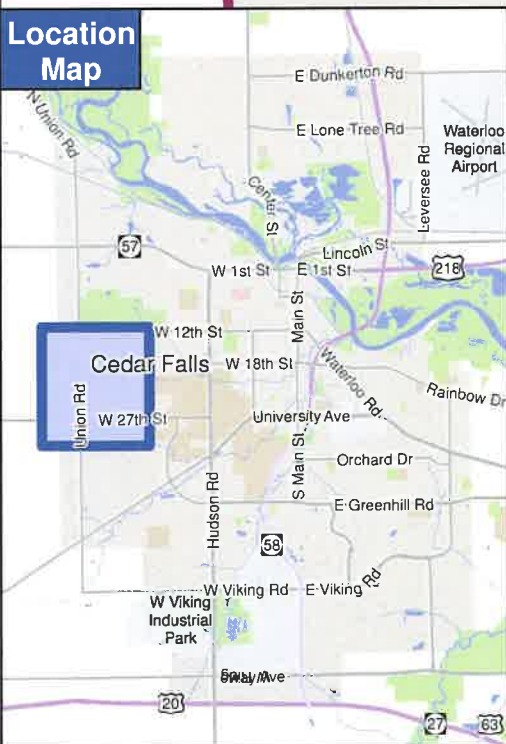 Location
Map
N Union Rd
E Dunkerton Rd
E Lone Tree Rd
Leversee Rd
Waterloo
Regional
Airport
Center St
57
Lincoln St
W 1st St
E 1st St
218
Main St
W 12th St
Cedar Falls
W 18th St
Waterloo Rd
Rainbow Dr
Union Rd
W 27th St
University Ave
S Main St
Orchard Dr
Hudson Rd
E Greenhill Rd
58
W Viking Rd
E Viking Rd
W Viking
Industrial
Park
Ave
20
27
63